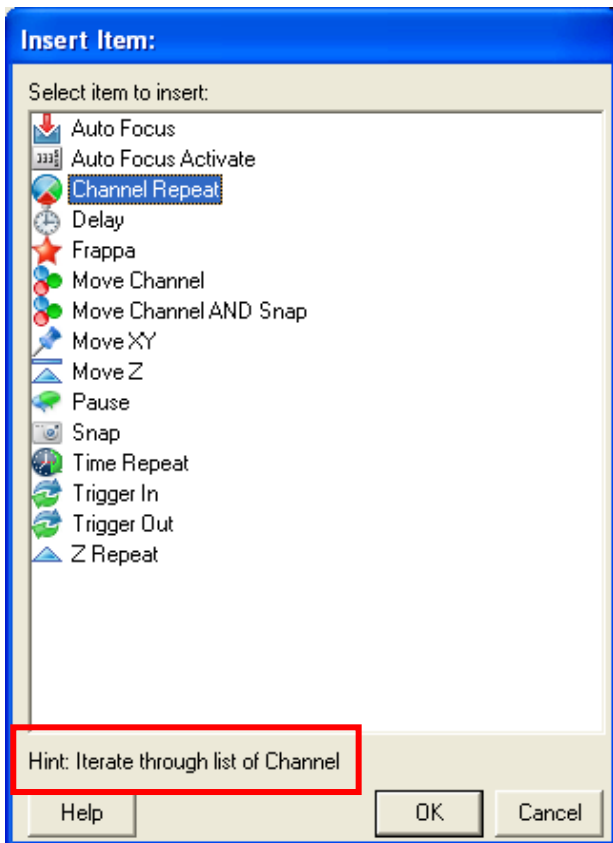 Insert Item:
Select item to insert:
Auto Focus
Auto Focus Activate
Channel Repeat
Delay
Frappa
Move Channel
Move Channel AND Snap
Move XY
Move Z
Pause
Snap
Time Repeat
Trigger In
Trigger Out
Z Repeat
Hint: Iterate through list of Channel
Help
OK
Cancel